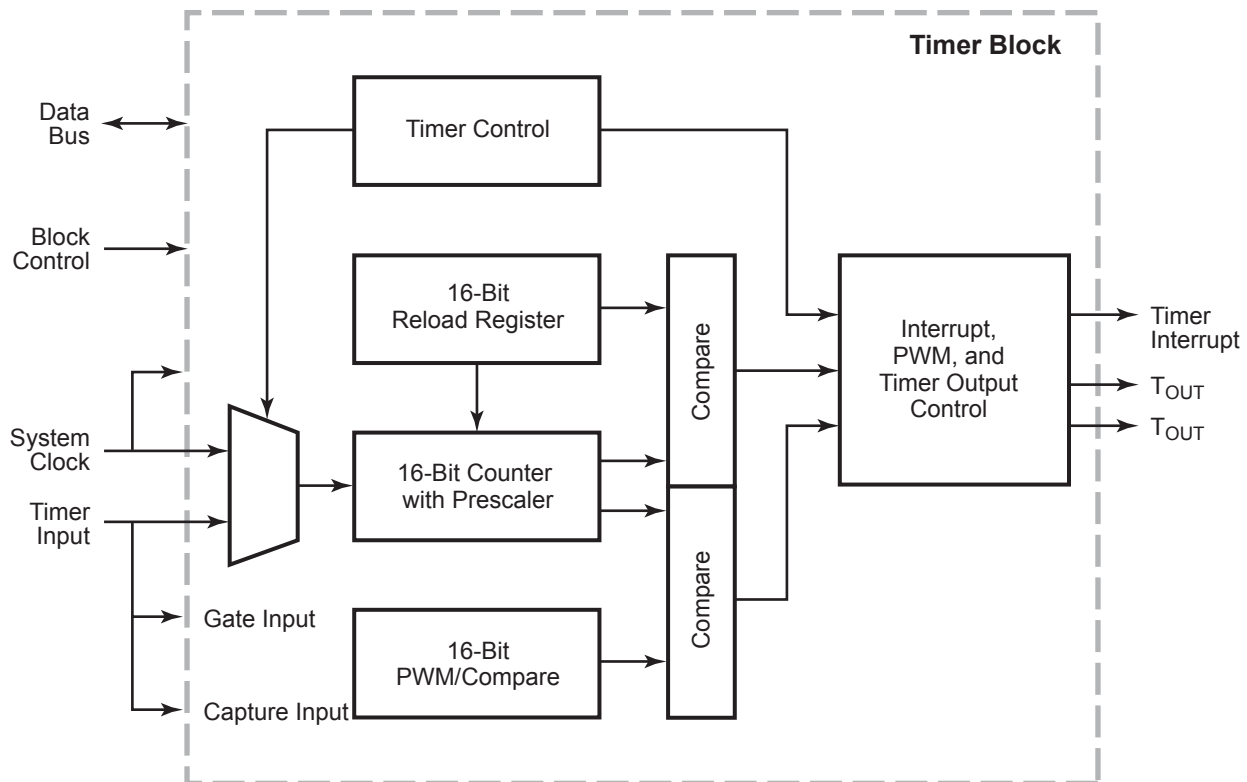 Timer Block
Data
Bus
Timer Control
Block
Control
16-Bit
Reload Register
Compare
Interrupt,
PWM, and
Timer Output
Control
Timer
Interrupt
TOUT
TOUT
System
Clock
16-Bit Counter
with Prescaler
Timer
Input
Compare
Gate Input
16-Bit
PWM/Compare
Capture Input